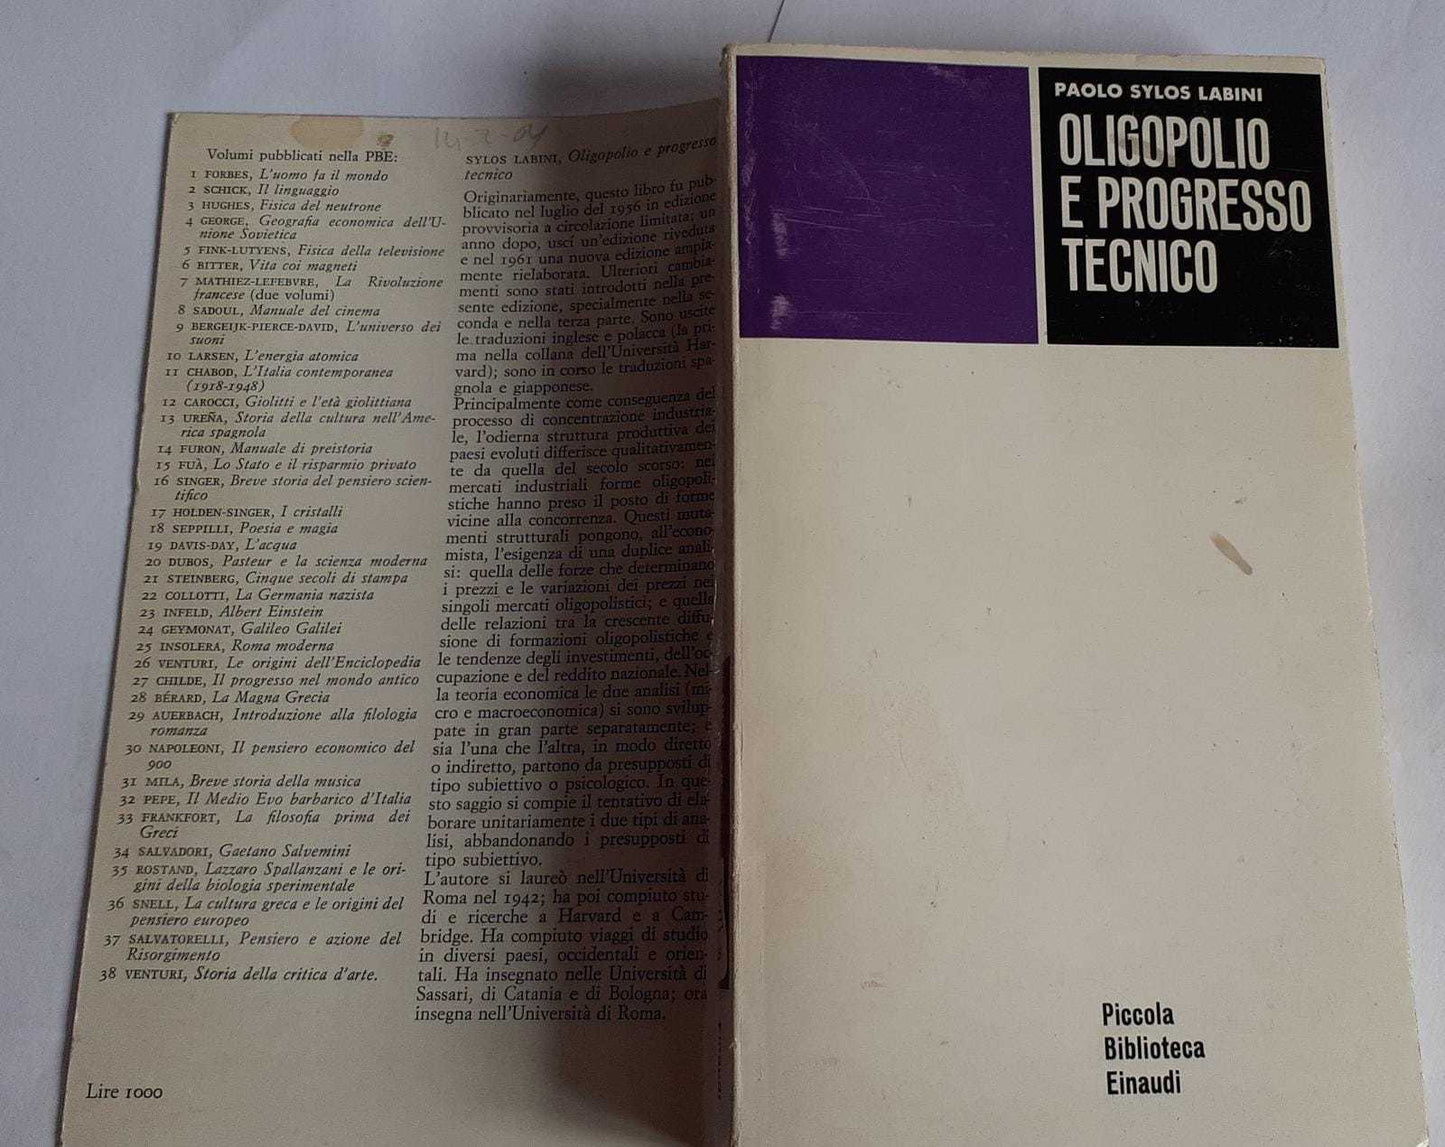 Volumi pubblicati nella PBE:
1 FORBES, L'uomo fa il mondo
2 SCHICK, Il linguaggio
3 HUGHES, Fisica del neutrone
4 GEORGE, Geografia economica dell'U-
nione Sovietica
5 FINK-LUTYENS, Fisica della televisione
6 BITTER, Vita coi magneti
7 MATHIEZ-LEFEBVRE, La Rivoluzione
francese (due volumi)
8 SADOUL, Manuale del cinema
9 BERGEIJK-PIERCE-DAVID, L'universo dei
suoni
10 LARSEN, L'energia atomica
11 CHABOD, L'Italia contemporanea
(1918-1948)
12 CAROCCI, Giolitti e l'età giolittiana
13 UREÑA, Storia della cultura nell'Ame-
rica spagnola
14 FURON, Manuale di preistoria
15 FUÀ, Lo Stato e il risparmio privato
16 SINGER, Breve storia del pensiero scien-
tifico
17 HOLDEN-SINGER, I cristalli
18 SEPPILLI, Poesia e magia
19 DAVIS-DAY, L'acqua
20 DUBOS, Pasteur e la scienza moderna
21 STEINBERG, Cinque secoli di stampa
22 COLLOTTI, La Germania nazista
23 INFELD, Albert Einstein
24 GEYMONAT, Galileo Galilei
25 INSOLERA, Roma moderna
26 VENTURI, Le origini dell'Enciclopedia
27 CHILDE, Il progresso nel mondo antico
28 BÉRARD, La Magna Grecia
29 AUERBACH, Introduzione alla filologia
romanza
30 NAPOLEONI, Il pensiero economico del
900
31 MILA, Breve storia della musica
32 PEPE, Il Medio Evo barbarico d'Italia
33 FRANKFORT, La filosofia prima dei
Greci
34 SALVADORI, Gaetano Salvemini
35 ROSTAND, Lazzaro Spallanzani e le ori-
gini della biologia sperimentale
36 SNELL, La cultura greca e le origini del
pensiero europeo
37 SALVATORELLI, Pensiero e azione del
Risorgimento
38 VENTURI, Storia della critica d'arte.
Lire 1000
SYLOS LABINI, Oligopolio e progresso
tecnico
Originariamente, questo libro fu pub-
blicato nel luglio del 1956 in edizione
provvisoria a circolazione limitata; un
anno dopo, uscì un'edizione riveduta
e nel 1961 una nuova edizione ampia-
mente rielaborata. Ulteriori cambia-
menti sono stati introdotti nella pre-
sente edizione, specialmente nella se-
conda e nella terza parte. Sono uscite
le traduzioni inglese e polacca (la pri-
ma nella collana dell'Università Har-
vard); sono in corso le traduzioni spa-
gnola e giapponese.
Principalmente come conseguenza del
processo di concentrazione industria-
le, l'odierna struttura produttiva dei
paesi evoluti differisce qualitativamen-
te da quella del secolo scorso: nei
mercati industriali forme oligopoli-
stiche hanno preso il posto di forme
vicine alla concorrenza. Questi muta-
menti strutturali pongono, all'econo-
mista, l'esigenza di una duplice anali-
si: quella delle forze che determinano
i prezzi e le variazioni dei prezzi nei
singoli mercati oligopolistici; e quella
delle relazioni tra la crescente diffu-
sione di formazioni oligopolistiche e
le tendenze degli investimenti, dell'oc-
cupazione e del reddito nazionale. Nel-
la teoria economica le due analisi (mi-
cro e macroeconomica) si sono svilup-
pate in gran parte separatamente; e
sia l'una che l'altra, in modo diretto
o indiretto, partono da presupposti di
tipo subiettivo o psicologico. In que-
sto saggio si compie il tentativo di ela-
borare unitariamente i due tipi di ana-
lisi, abbandonando i presupposti di
tipo subiettivo.
L'autore si laureò nell'Università di
Roma nel 1942; ha poi compiuto stu-
di e ricerche a Harvard e a Cam-
bridge. Ha compiuto viaggi di studio
in diversi paesi, occidentali e orien-
tali. Ha insegnato nelle Università di
Sassari, di Catania e di Bologna; ora
insegna nell'Università di Roma.
PAOLO SYLOS LABINI
OLIGOPOLIO
E PROGRESSO
TECNICO
Piccola
Biblioteca
Einaudi